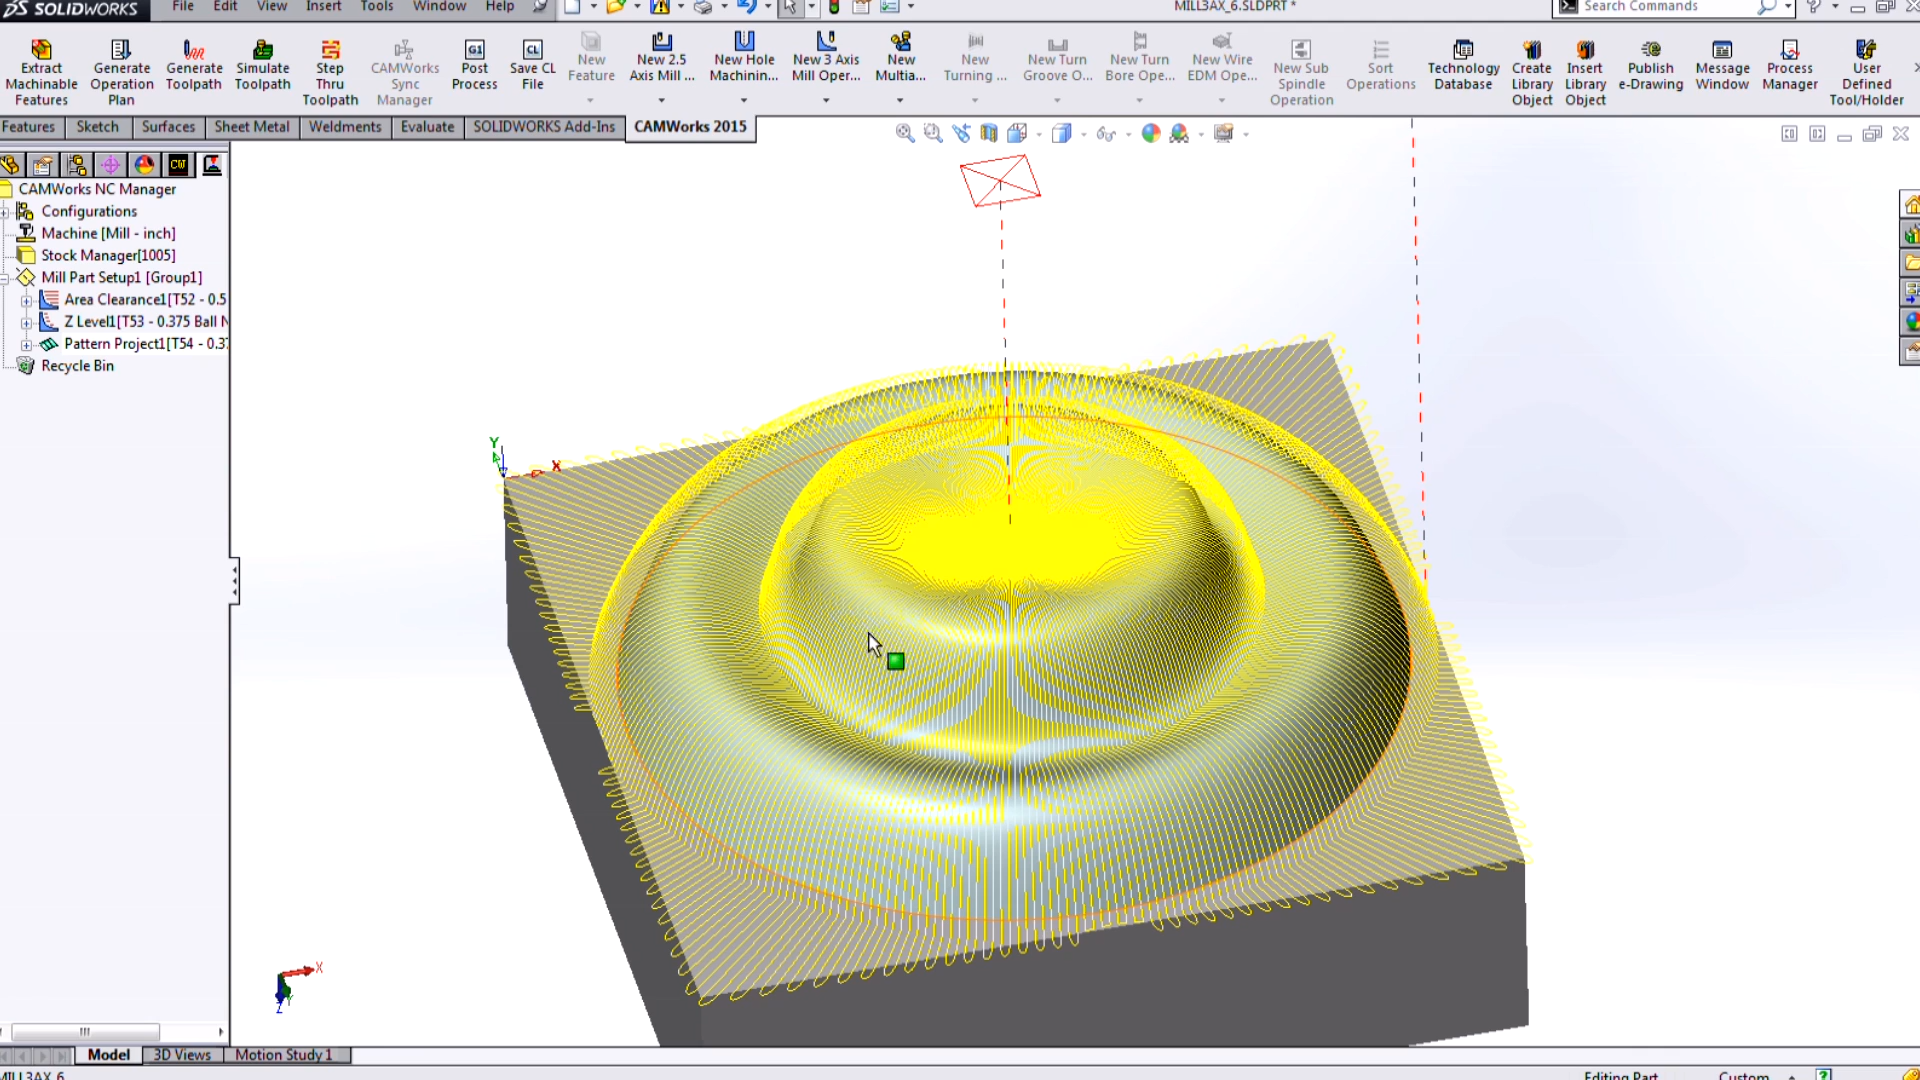 SOLIDWORKS File Edit View Insert Tools Window Help MILL3AX_6.SLDPRT * Search Commands
Extract Machinable Features
Generate Operation Plan
Generate Toolpath
Simulate Toolpath
Step Thru Toolpath
CAMWorks Sync Manager
G1 Post Process
CL Save CL File
New Feature
New 2.5 Axis Mill ...
New Hole Machinin...
New 3 Axis Mill Oper...
New Multia...
New Turning ...
New Turn Groove O...
New Turn Bore Ope...
New Wire EDM Ope...
New Sub Spindle Operation
Sort Operations
Technology Database
Create Library Object
Insert Library Object
Publish e-Drawing
Message Window
Process Manager
User Defined Tool/Holder
Features Sketch Surfaces Sheet Metal Weldments Evaluate SOLIDWORKS Add-Ins CAMWorks 2015
CW
CAMWorks NC Manager
Configurations
Machine [Mill - inch]
Stock Manager[1005]
Mill Part Setup1 [Group1]
Area Clearance1[T52 - 0.5
Z Level1[T53 - 0.375 Ball N
Pattern Project1[T54 - 0.37
Recycle Bin
Y
X
X
Y
Z
Model 3D Views Motion Study 1
MILL3AX_6 Editing Part Custom